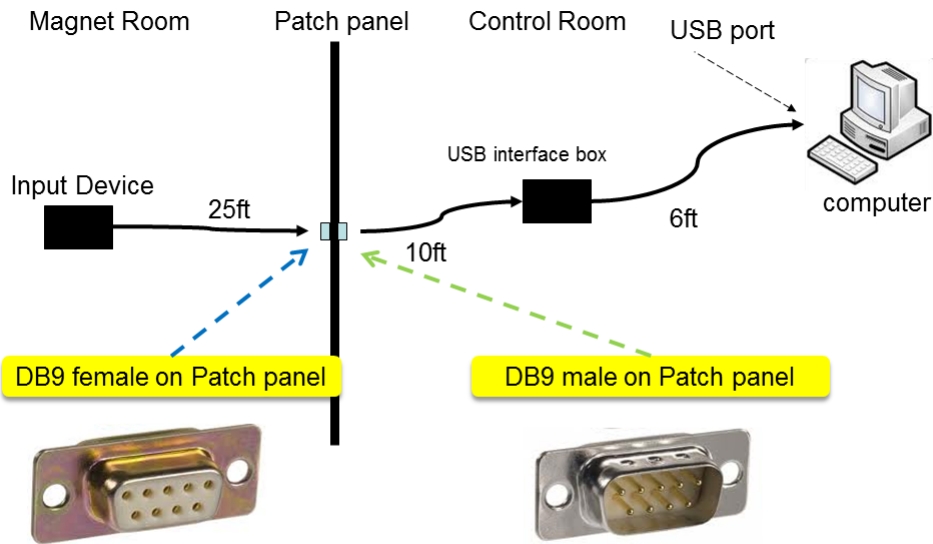 Magnet Room
Patch panel
Control Room
USB port
USB interface box
Input Device
25ft
10ft
6ft
computer
DB9 female on Patch panel
DB9 male on Patch panel